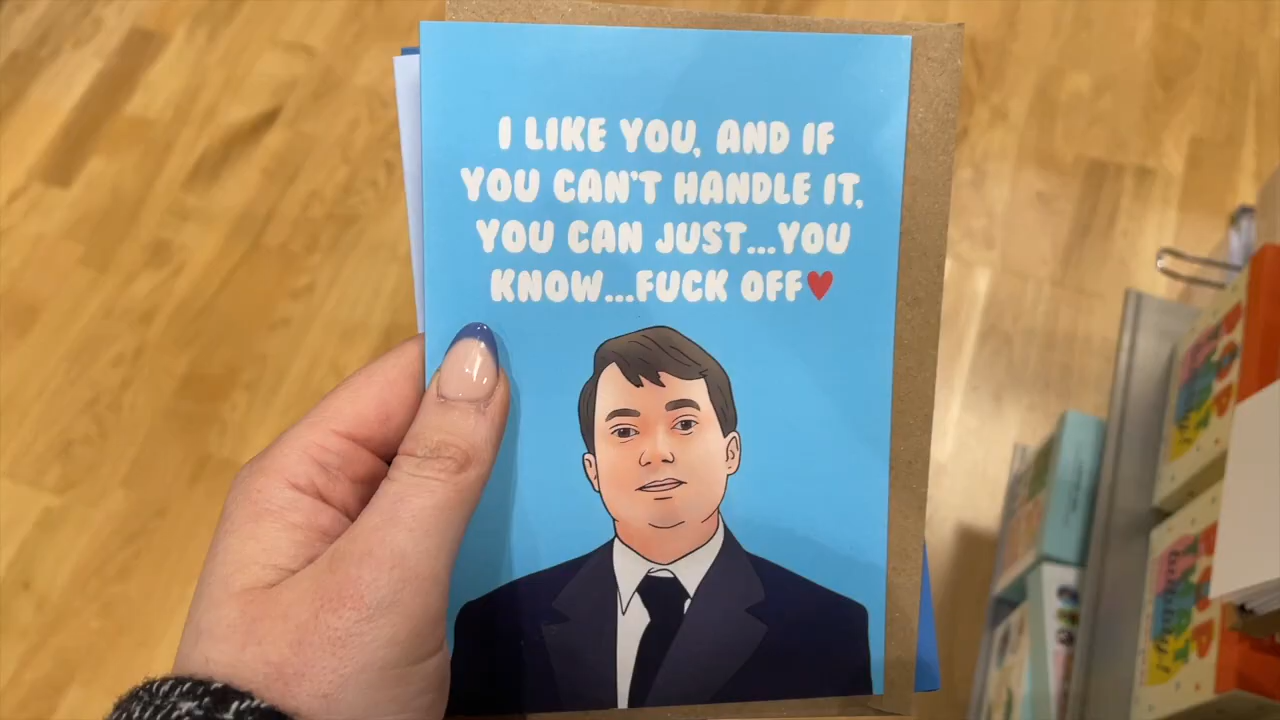 I LIKE YOU, AND IF
YOU CAN'T HANDLE IT,
YOU CAN JUST...YOU
KNOW...FUCK OFF♥